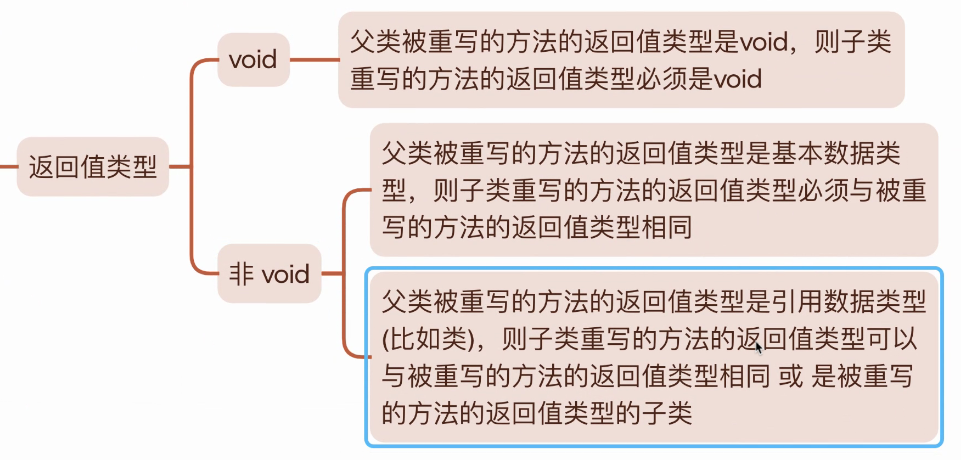 void
父类被重写的方法的返回值类型是void，则子类
重写的方法的返回值类型必须是void
返回值类型
父类被重写的方法的返回值类型是基本数据类
型，则子类重写的方法的返回值类型必须与被重
写的方法的返回值类型相同
非 void
父类被重写的方法的返回值类型是引用数据类型
(比如类)，则子类重写的方法的返回值类型可以
与被重写的方法的返回值类型相同 或 是被重写
的方法的返回值类型的子类